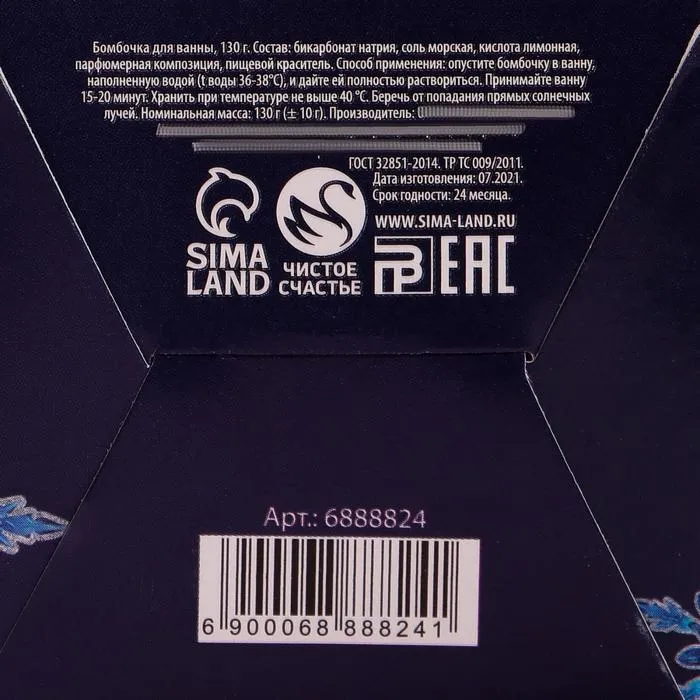 Бомбочка для ванны, 130 г. Состав: бикарбонат натрия, соль морская, кислота лимонная,
парфюмерная композиция, пищевой краситель. Способ применения: опустите бомбочку в ванну,
наполненную водой (t воды 36-38°С), и дайте ей полностью раствориться. Принимайте ванну
15-20 минут. Хранить при температуре не выше 40 °С. Беречь от попадания прямых солнечных
лучей. Номинальная масса: 130 г (± 10 г). Производитель:
ГОСТ 32851-2014. ТР ТС 009/2011.
Дата изготовления: 07.2021.
Срок годности: 24 месяца.
WWW.SIMA-LAND.RU
SIMA
LAND
ЧИСТОЕ
СЧАСТЬЕ
EAC
Арт.: 6888824
6 900068 888241